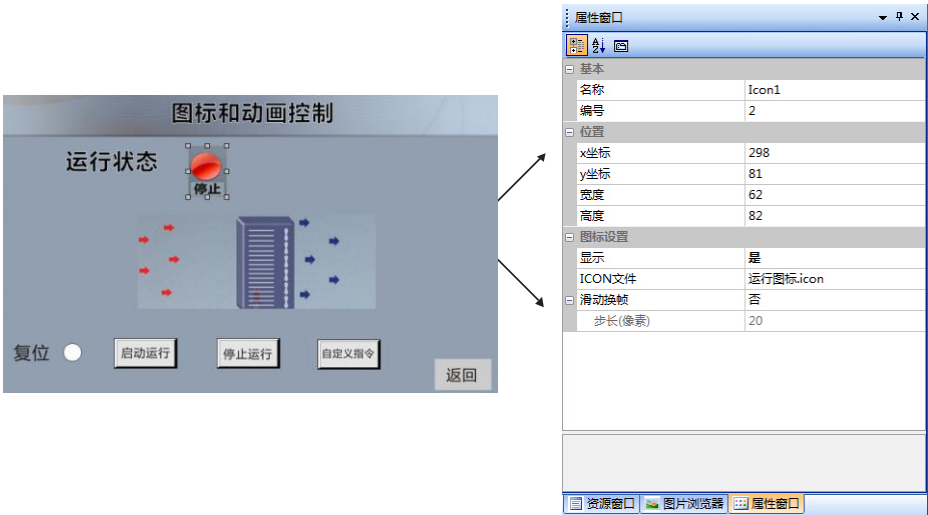 图标和动画控制
运行状态
停止
复位
启动运行
停止运行
自定义指令
返回
属性窗口
基本
名称 Icon1
编号 2
位置
x坐标 298
y坐标 81
宽度 62
高度 82
图标设置
显示 是
ICON文件 运行图标.icon
滑动换帧 否
步长(像素) 20
资源窗口 图片浏览器 属性窗口